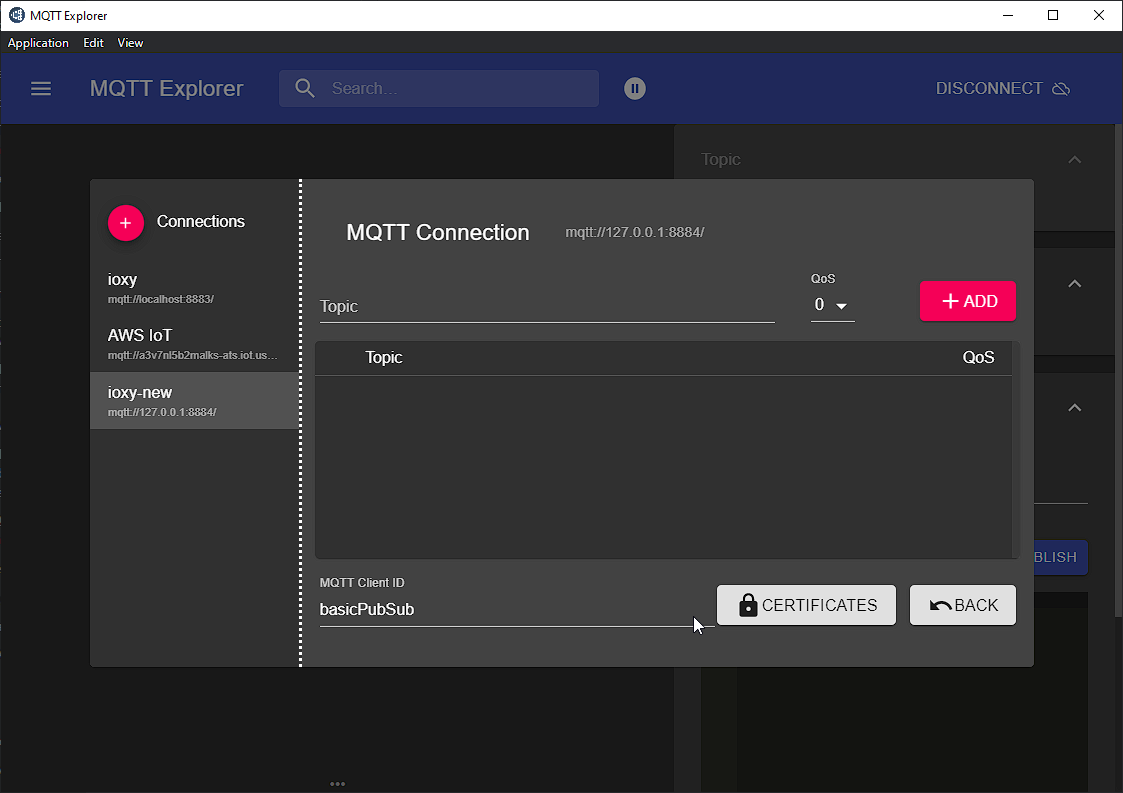 MQTT Explorer
Application Edit View
MQTT Explorer Search... DISCONNECT
Topic
Connections
ioxy
mqtt://localhost:8883/
AWS IoT
mqtt://a3v7nl5b2malks-ats.iot.us...
ioxy-new
mqtt://127.0.0.1:8884/
MQTT Connection mqtt://127.0.0.1:8884/
QoS
Topic 0 ADD
Topic QoS
MQTT Client ID
basicPubSub
CERTIFICATES BACK
BLISH